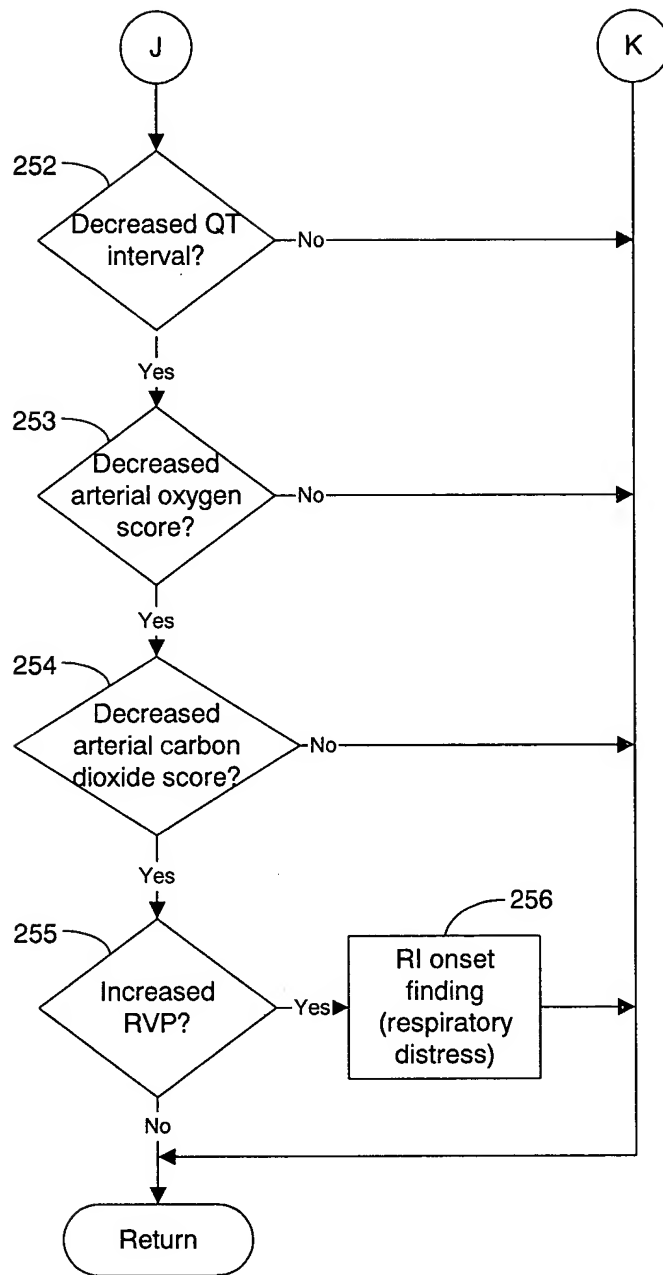 J
K
252
Decreased QT
interval?
No
Yes
253
Decreased
arterial oxygen
score?
No
Yes
254
Decreased
arterial carbon
dioxide score?
No
Yes
255
Increased
RVP?
Yes
256
RI onset
finding
(respiratory
distress)
No
Return